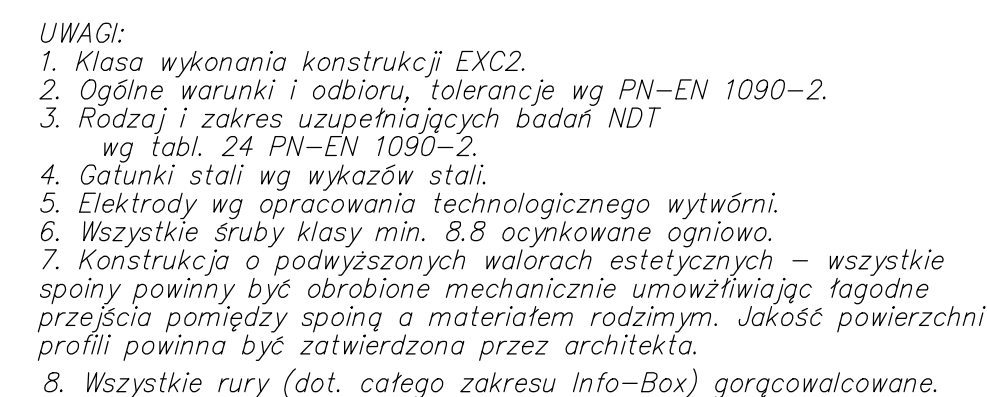 UWAGI:
1. Klasa wykonania konstrukcji EXC2.
2. Ogólne warunki i odbioru, tolerancje wg PN-EN 1090-2.
3. Rodzaj i zakres uzupełniających badań NDT
wg tabl. 24 PN-EN 1090-2.
4. Gatunki stali wg wykazów stali.
5. Elektrody wg opracowania technologicznego wytwórni.
6. Wszystkie śruby klasy min. 8.8 ocynkowane ogniowo.
7. Konstrukcja o podwyższonych walorach estetycznych - wszystkie
spoiny powinny być obrobione mechanicznie umowżłiwiając łagodne
przejścia pomiędzy spoiną a materiałem rodzimym. Jakość powierzchni
profili powinna być zatwierdzona przez architekta.
8. Wszystkie rury (dot. całego zakresu Info-Box) gorącowalcowane.